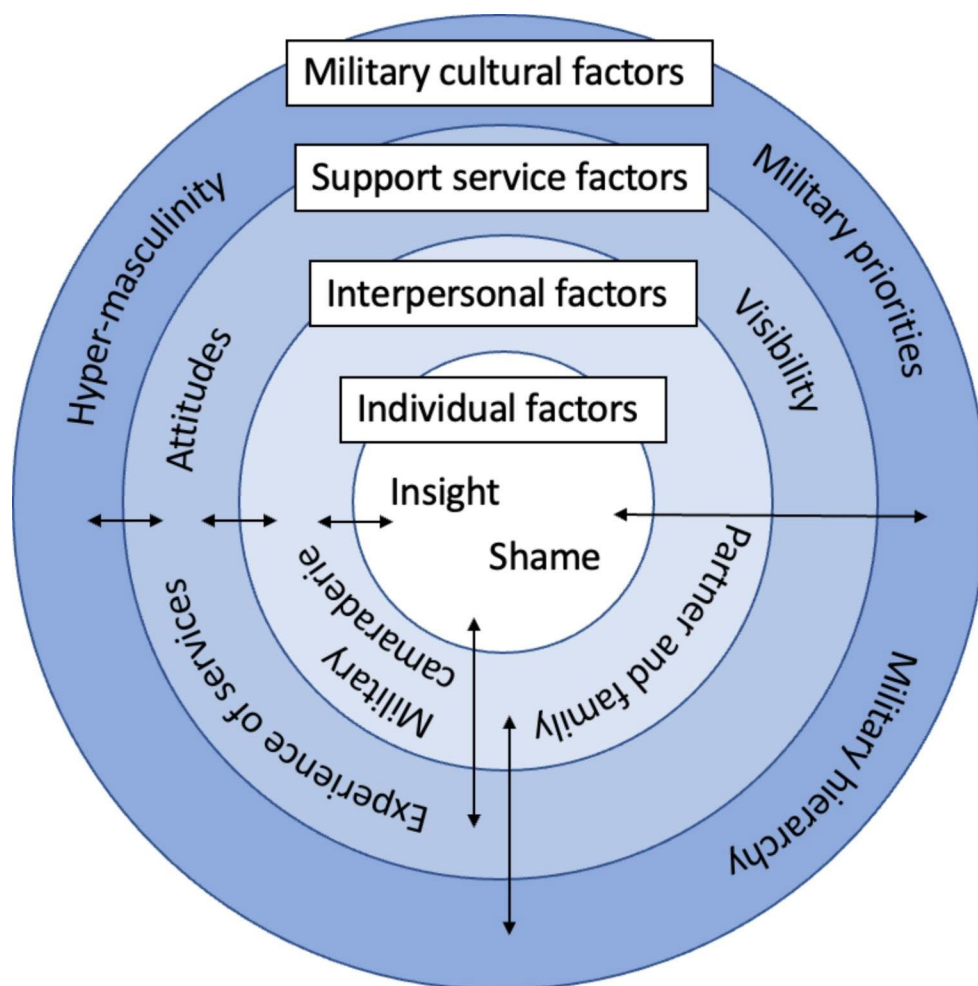 Military cultural factors
Support service factors
Interpersonal factors
Individual factors
Hyper-masculinity
Military priorities
Attitudes
Visibility
Insight
Shame
Military
camaraderie
Partner and family
Experience of services
Military hierarchy